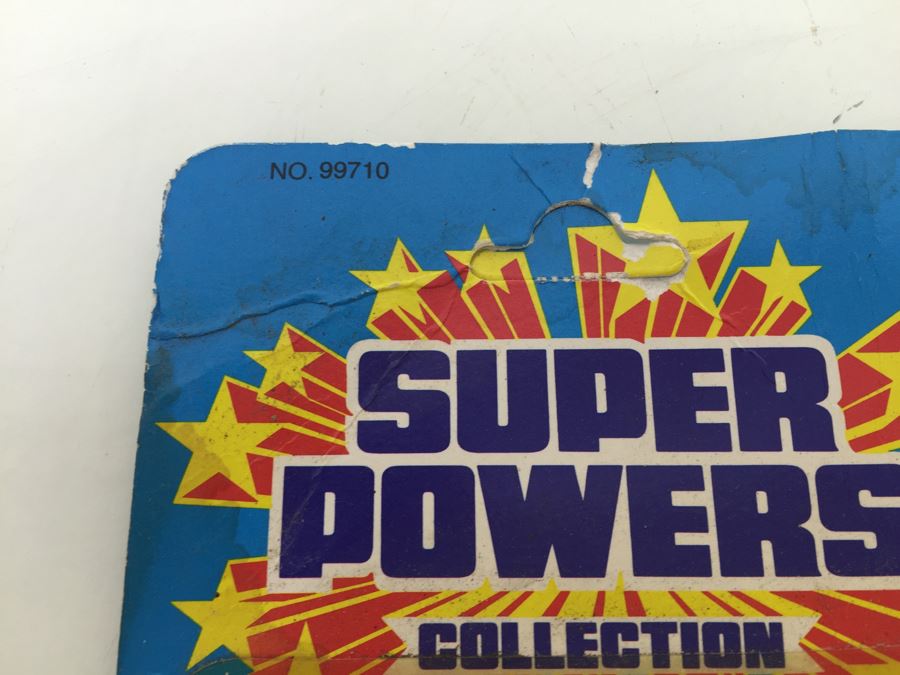 NO. 99710
SUPER
POWERS
COLLECTION